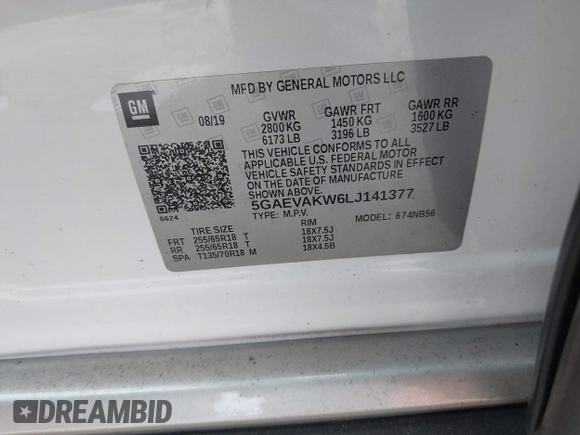 MFD BY GENERAL MOTORS LLC
GM
08/19 GVWR GAWR FRT GAWR RR
2800 KG 1450 KG 1600 KG
6173 LB 3196 LB 3527 LB
THIS VEHICLE CONFORMS TO ALL
APPLICABLE U.S. FEDERAL MOTOR
VEHICLE SAFETY STANDARDS IN EFFECT
ON THE DATE OF MANUFACTURE
SHOWN ABOVE.
5GAEVAKW6LJ141377
8624
TYPE: M.P.V. MODEL: 674NB56
RIM
FRT 255/65R18 T 18X7.5J
RR 255/65R18 T 18X7.5J
SPA T135/70R18 M 18X4.5B
DREAMBID